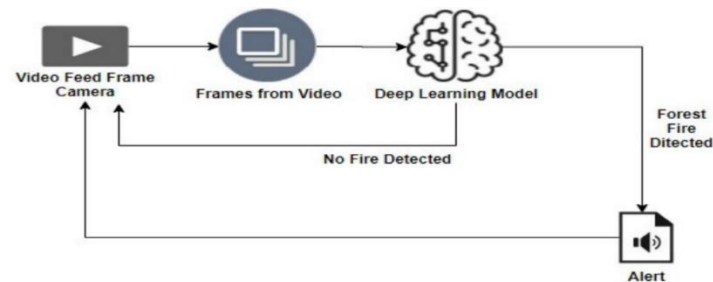 Video Feed Frame
Camera
Frames from Video
Deep Learning Model
Forest
Fire
Ditected
No Fire Detected
Alert